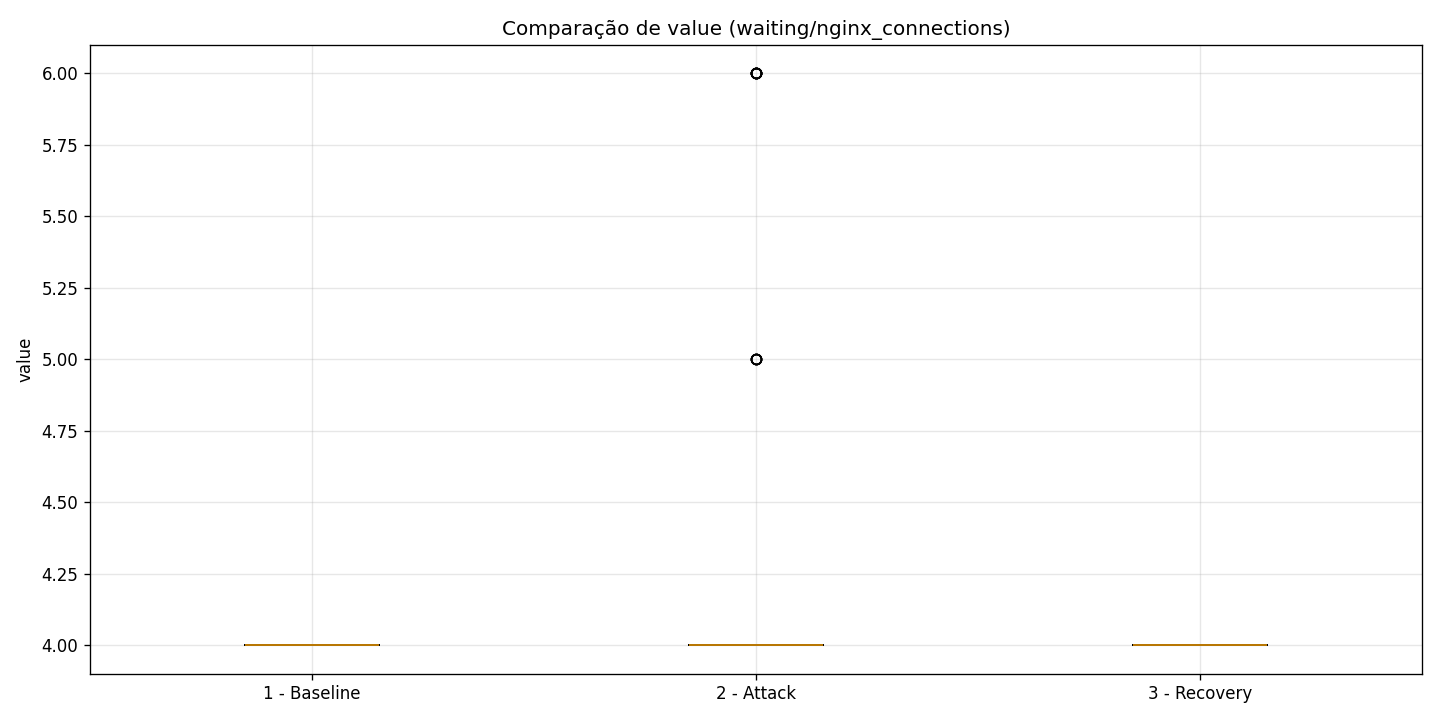 Comparação de value (waiting/nginx_connections)
6.00
5.75
5.50
5.25
5.00
4.75
4.50
4.25
4.00
value
1 - Baseline
2 - Attack
3 - Recovery